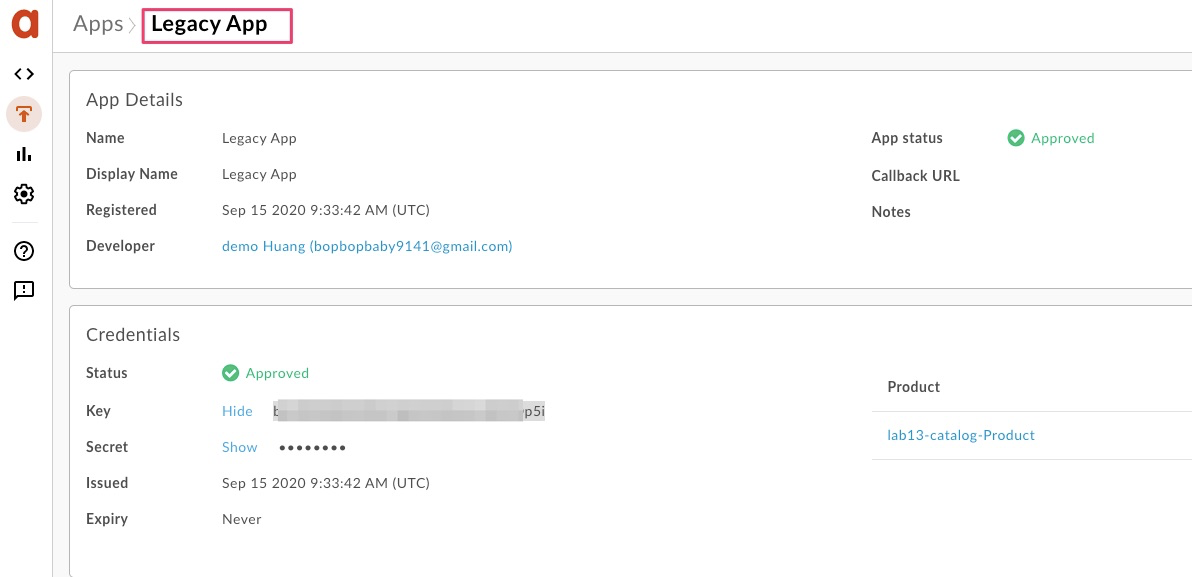 a
Apps > Legacy App
App Details
Name Legacy App
Display Name Legacy App
Registered Sep 15 2020 9:33:42 AM (UTC)
Developer demo Huang (bopbopbaby9141@gmail.com)
App status Approved
Callback URL
Notes
Credentials
Status Approved
Key Hide p5i
Secret Show ••••••••
Issued Sep 15 2020 9:33:42 AM (UTC)
Expiry Never
Product
lab13-catalog-Product